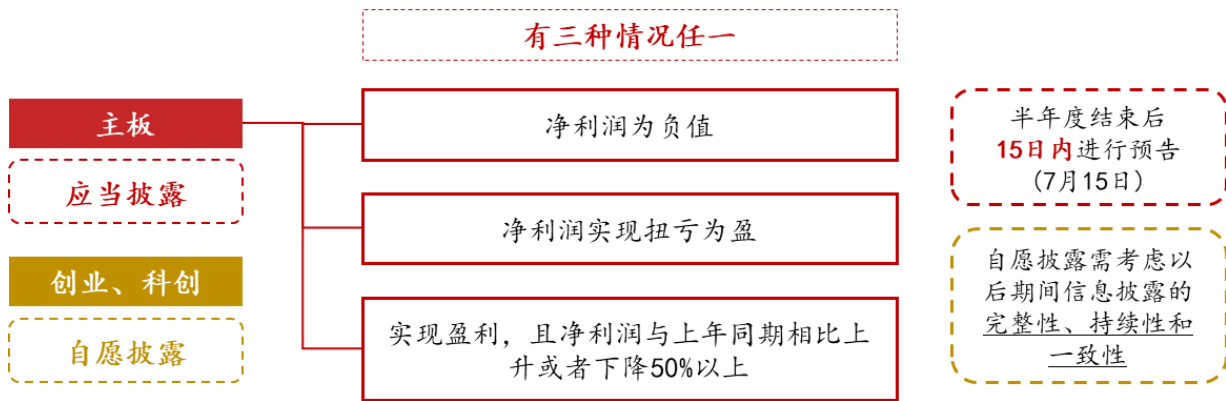 有三种情况任一
主板
应当披露
创业、科创
自愿披露
净利润为负值
净利润实现扭亏为盈
实现盈利，且净利润与上年同期相比上
升或者下降50%以上
半年度结束后
15日内进行预告
(7月15日)
自愿披露需考虑以
后期间信息披露的
完整性、持续性和
一致性